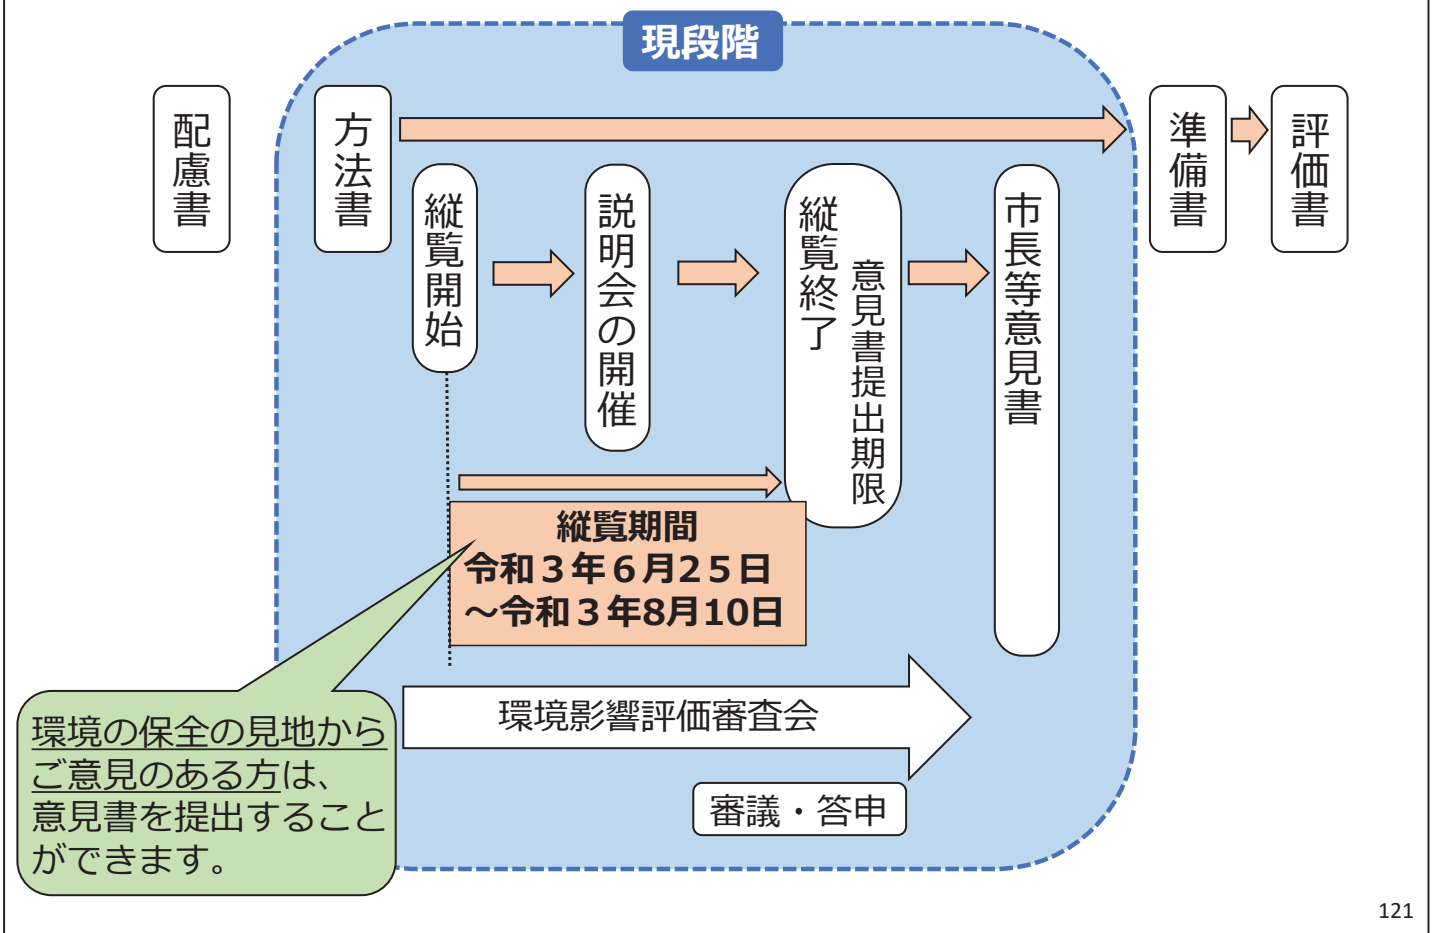 現段階
配慮書
方法書
準備書
評価書
縦覧開始
説明会の開催
縦覧終了
意見書提出期限
市長等意見書
縦覧期間
令和３年６月２５日
～令和３年8月10日
環境影響評価審査会
審議・答申
環境の保全の見地から
ご意見のある方は、
意見書を提出すること
ができます。
121